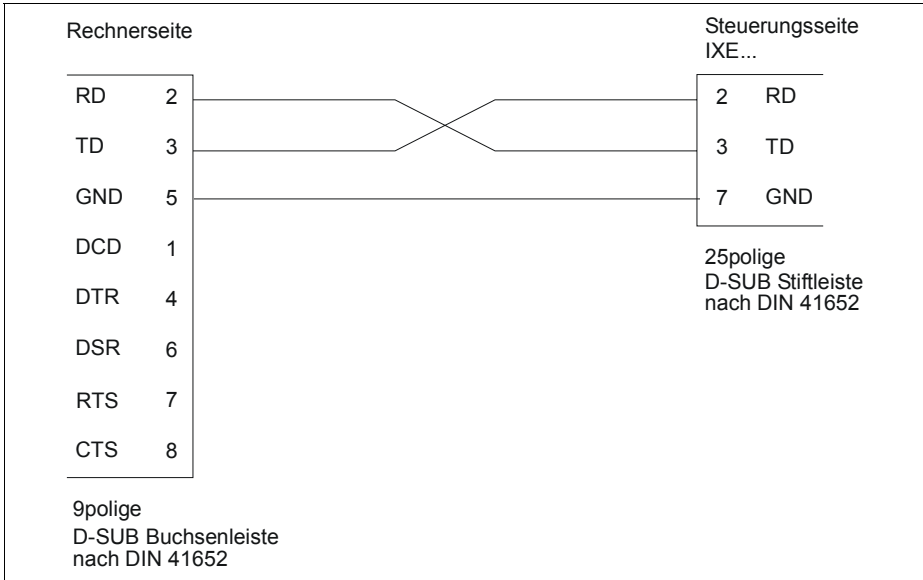 Rechnerseite
Steuerungsseite
IXE...
RD 2
2 RD
TD 3
3 TD
GND 5
7 GND
DCD 1
DTR 4
DSR 6
RTS 7
CTS 8
25polige
D-SUB Stiftleiste
nach DIN 41652
9polige
D-SUB Buchsenleiste
nach DIN 41652